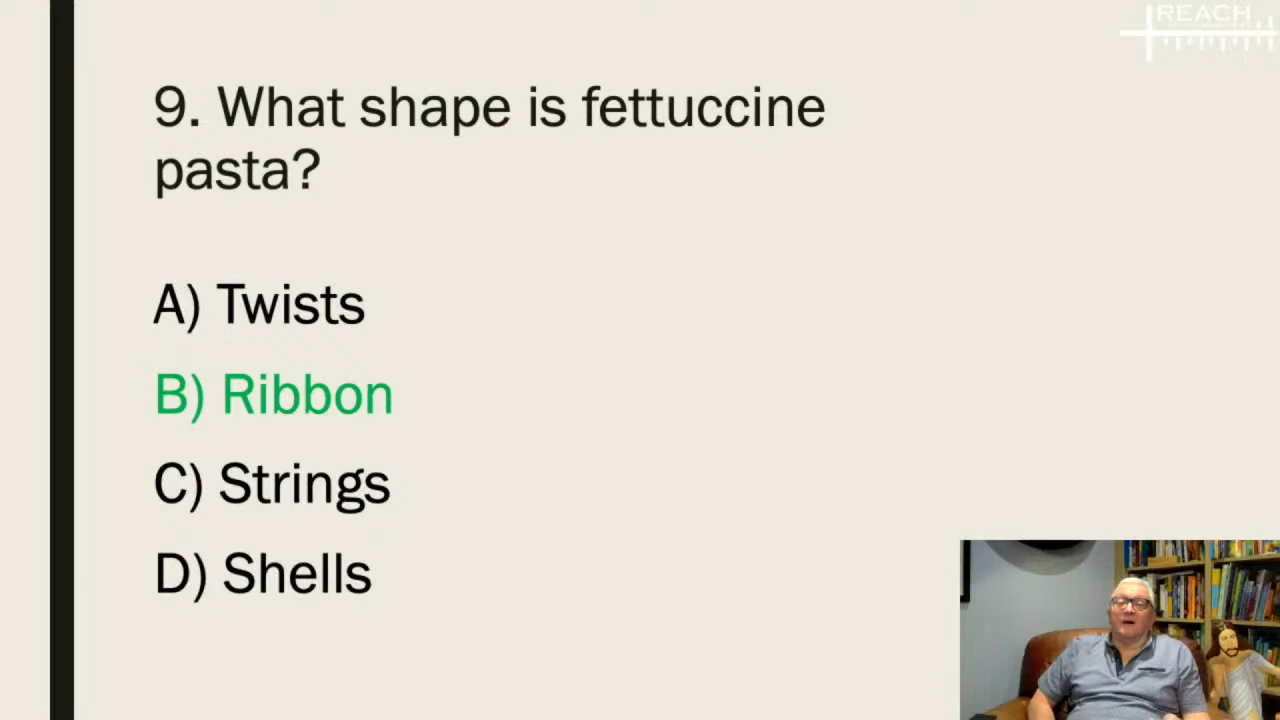 REACH
9. What shape is fettuccine
pasta?
A) Twists
B) Ribbon
C) Strings
D) Shells